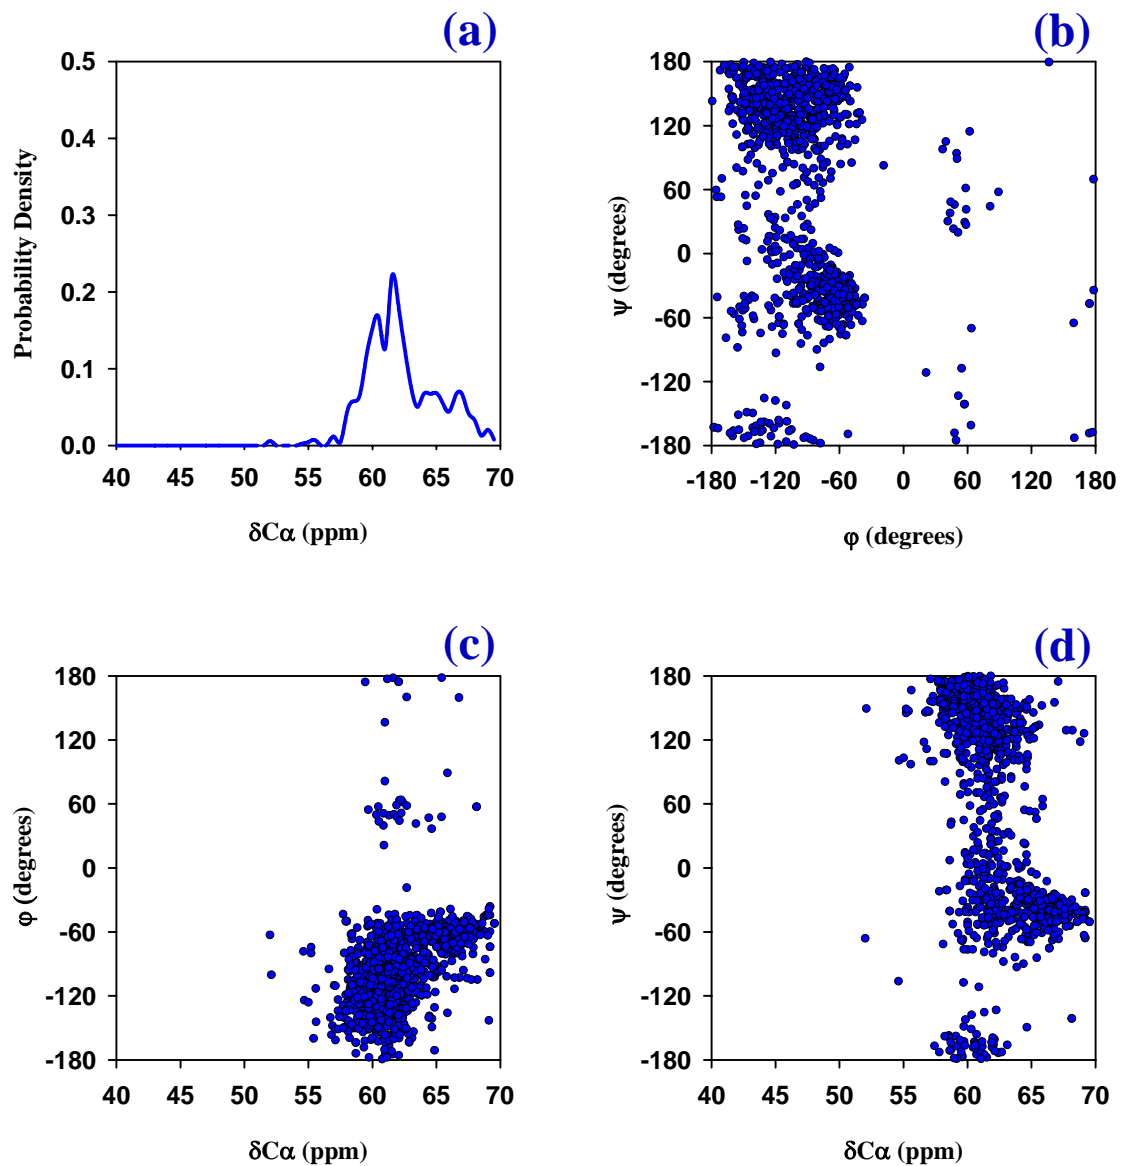 (a)
0.5
0.4
0.3
0.2
0.1
0.0
Probability Density
40 45 50 55 60 65 70
δCα (ppm)
(b)
180
120
60
0
-60
-120
-180
ψ (degrees)
-180 -120 -60 0 60 120 180
φ (degrees)
(c)
180
120
60
0
-60
-120
-180
φ (degrees)
40 45 50 55 60 65 70
δCα (ppm)
(d)
180
120
60
0
-60
-120
-180
ψ (degrees)
40 45 50 55 60 65 70
δCα (ppm)